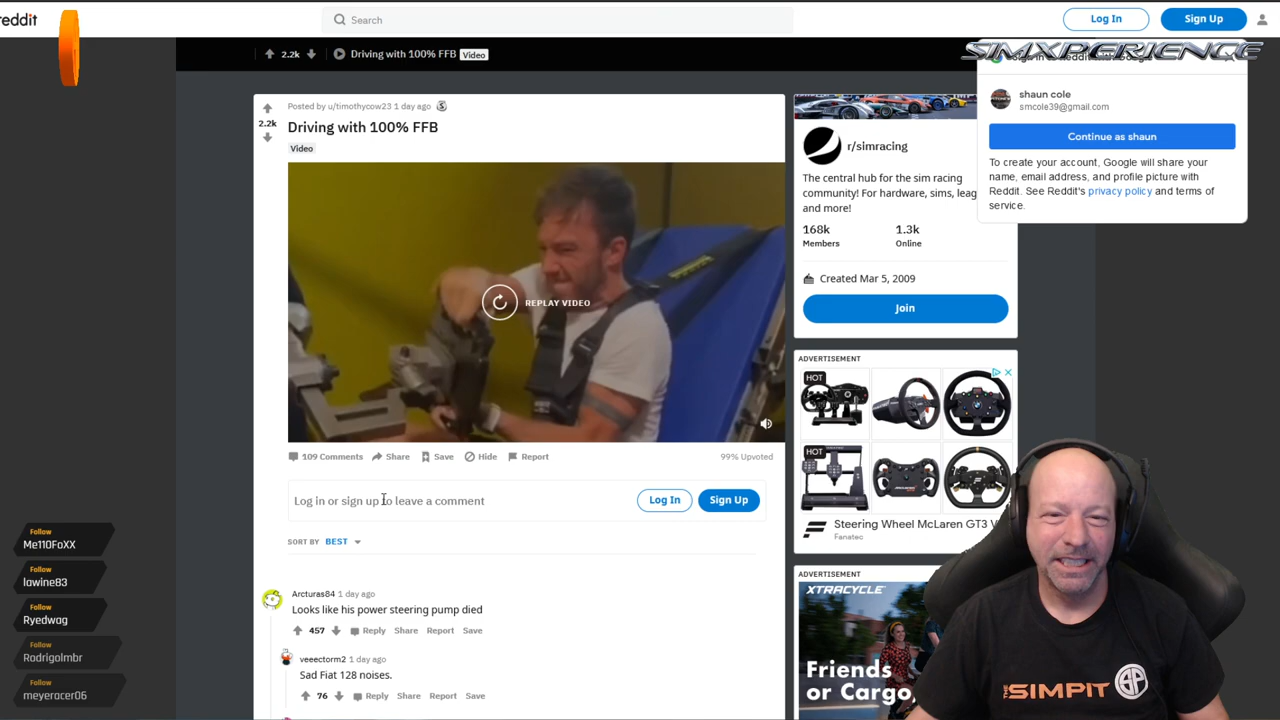 reddit
Search
Log In
Sign Up
2.2k
Driving with 100% FFB
Video
SIMXPERIENCE
shaun cole
smcole39@gmail.com
Continue as shaun
To create your account, Google will share your
name, email address, and profile picture with
Reddit. See Reddit's privacy policy and terms of
service.
Posted by u/timothycow23 1 day ago
2.2k
Driving with 100% FFB
Video
REPLAY VIDEO
109 Comments
Share
Save
Hide
Report
99% Upvoted
Log in or sign up to leave a comment
Log In
Sign Up
SORT BY BEST
Arcturas84 1 day ago
Looks like his power steering pump died
457
Reply
Share
Report
Save
veeectorm2 1 day ago
Sad Fiat 128 noises.
76
Reply
Share
Report
Save
r/simracing
The central hub for the sim racing
community! For hardware, sims, leag
and more!
168k
Members
1.3k
Online
Created Mar 5, 2009
Join
ADVERTISEMENT
HOT
HOT
Steering Wheel McLaren GT3 V
Fanatec
ADVERTISEMENT
XTRACYCLE
Friends
or Cargo,
Follow
Me110FoXX
Follow
lawine83
Follow
Ryedwag
Follow
Rodrigolmbr
Follow
meyeracer06
THE SIMPIT
SP